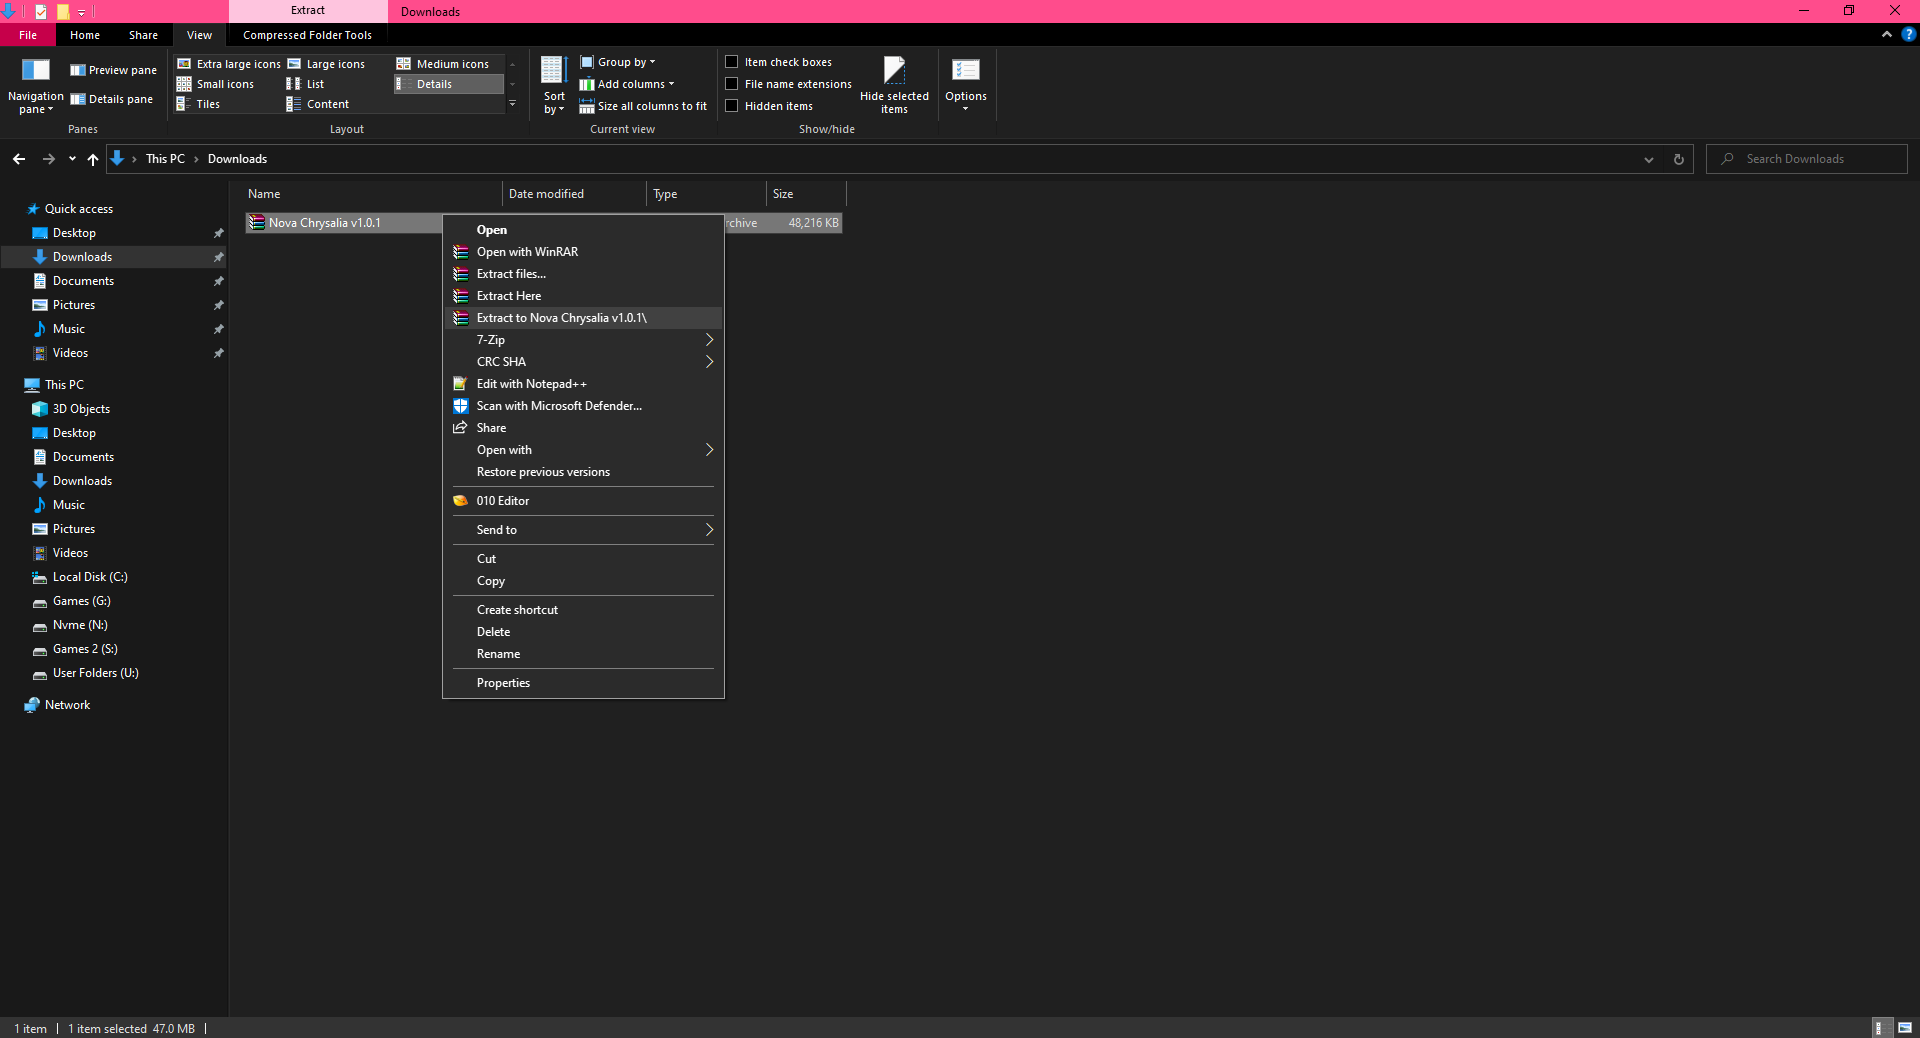 Extract
Downloads
File
Home
Share
View
Compressed Folder Tools
Navigation pane
Preview pane
Details pane
Panes
Extra large icons
Large icons
Medium icons
Small icons
List
Details
Tiles
Content
Layout
Sort by
Group by
Add columns
Size all columns to fit
Current view
Item check boxes
File name extensions
Hidden items
Hide selected items
Show/hide
Options
This PC
Downloads
Search Downloads
Name
Date modified
Type
Size
Nova Chrysalia v1.0.1
rchive
48,216 KB
Quick access
Desktop
Downloads
Documents
Pictures
Music
Videos
This PC
3D Objects
Desktop
Documents
Downloads
Music
Pictures
Videos
Local Disk (C:)
Games (G:)
Nvme (N:)
Games 2 (S:)
User Folders (U:)
Network
Open
Open with WinRAR
Extract files...
Extract Here
Extract to Nova Chrysalia v1.0.1\
7-Zip
CRC SHA
Edit with Notepad++
Scan with Microsoft Defender...
Share
Open with
Restore previous versions
010 Editor
Send to
Cut
Copy
Create shortcut
Delete
Rename
Properties
1 item
1 item selected 47.0 MB